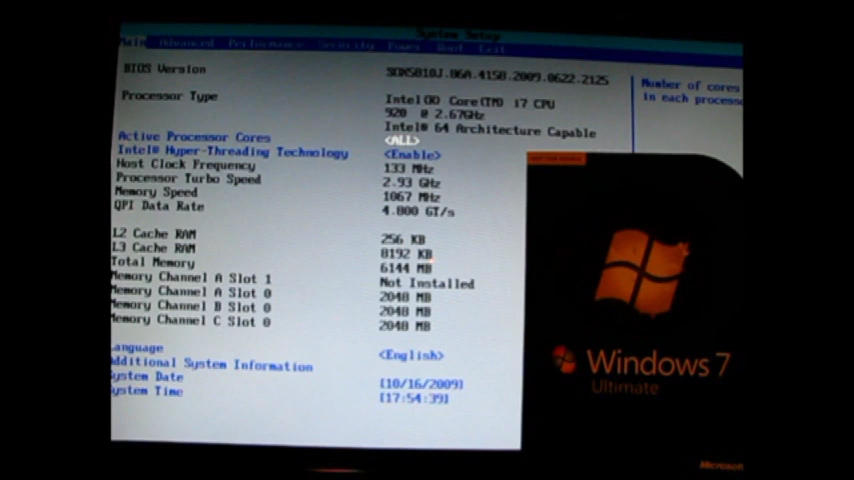 System Setup
Main Advanced Performance Security Power Boot Exit
BIOS Version SOX5810J.86A.4158.2009.0622.2125
Processor Type Intel(R) Core(TM) i7 CPU
920 @ 2.67GHz
Intel® 64 Architecture Capable
Active Processor Cores <ALL>
Intel® Hyper-Threading Technology <Enable>
Host Clock Frequency 133 MHz
Processor Turbo Speed 2.93 GHz
Memory Speed 1067 MHz
QPI Data Rate 4.800 GT/s
L2 Cache RAM 256 KB
L3 Cache RAM 8192 KB
Total Memory 6144 MB
Memory Channel A Slot 1 Not Installed
Memory Channel A Slot 0 2048 MB
Memory Channel B Slot 0 2048 MB
Memory Channel C Slot 0 2048 MB
Language <English>
Additional System Information
System Date [10/16/2009]
System Time [17:54:39]
Number of cores
in each process
Windows 7
Ultimate
Microsoft